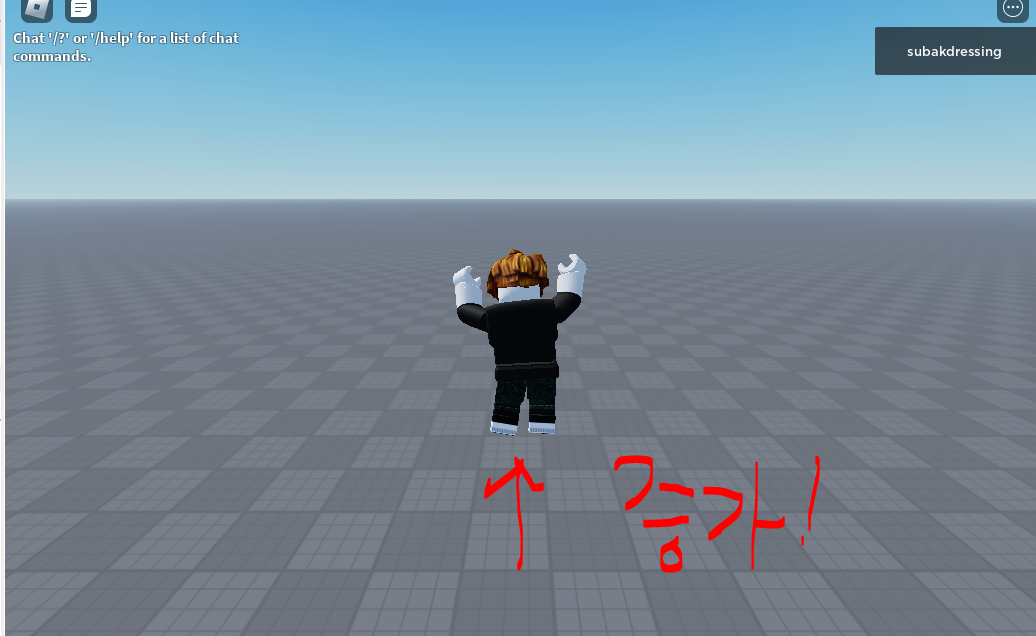 Chat '/?' or '/help' for a list of chat
commands.
subakdressing